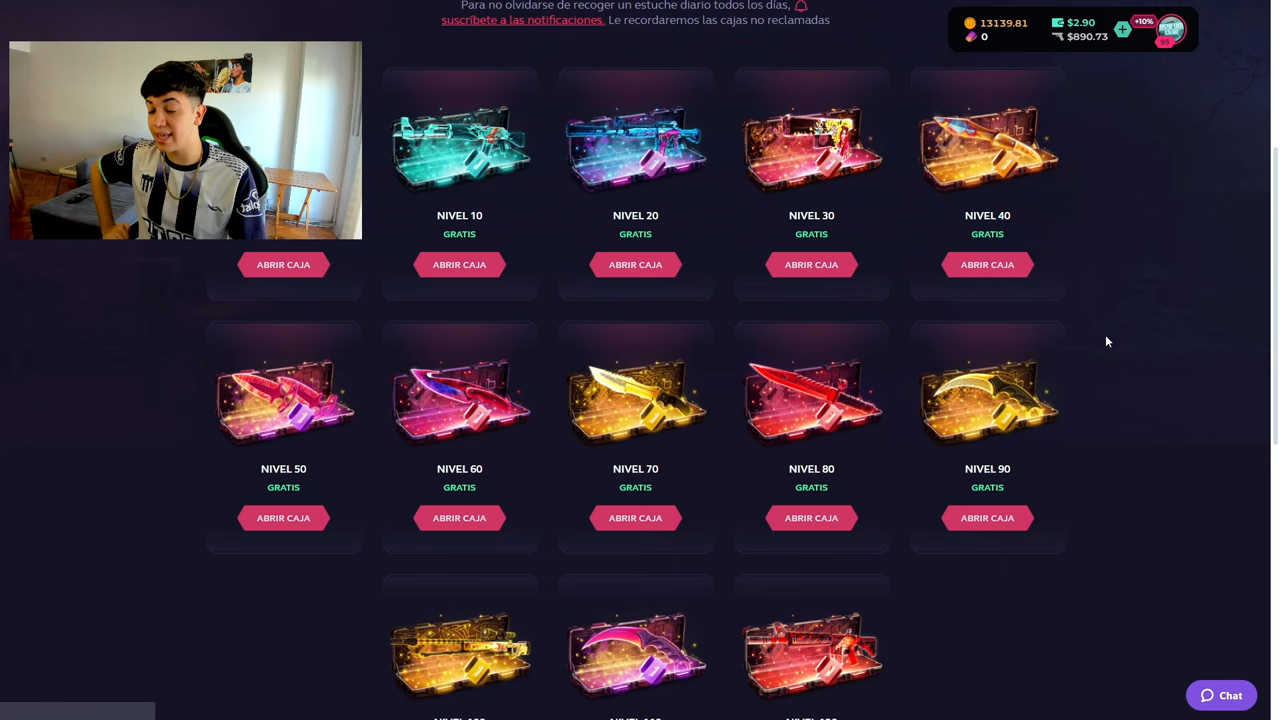 Para no olvidarse de recoger un estuche diario todos los días,
suscríbete a las notificaciones. Le recordaremos las cajas no reclamadas
13139.81
0
$2.90
$890.73
+10%
95
NIVEL 10
GRATIS
NIVEL 20
GRATIS
NIVEL 30
GRATIS
NIVEL 40
GRATIS
ABRIR CAJA
ABRIR CAJA
ABRIR CAJA
ABRIR CAJA
ABRIR CAJA
NIVEL 50
GRATIS
ABRIR CAJA
NIVEL 60
GRATIS
ABRIR CAJA
NIVEL 70
GRATIS
ABRIR CAJA
NIVEL 80
GRATIS
ABRIR CAJA
NIVEL 90
GRATIS
ABRIR CAJA
Chat